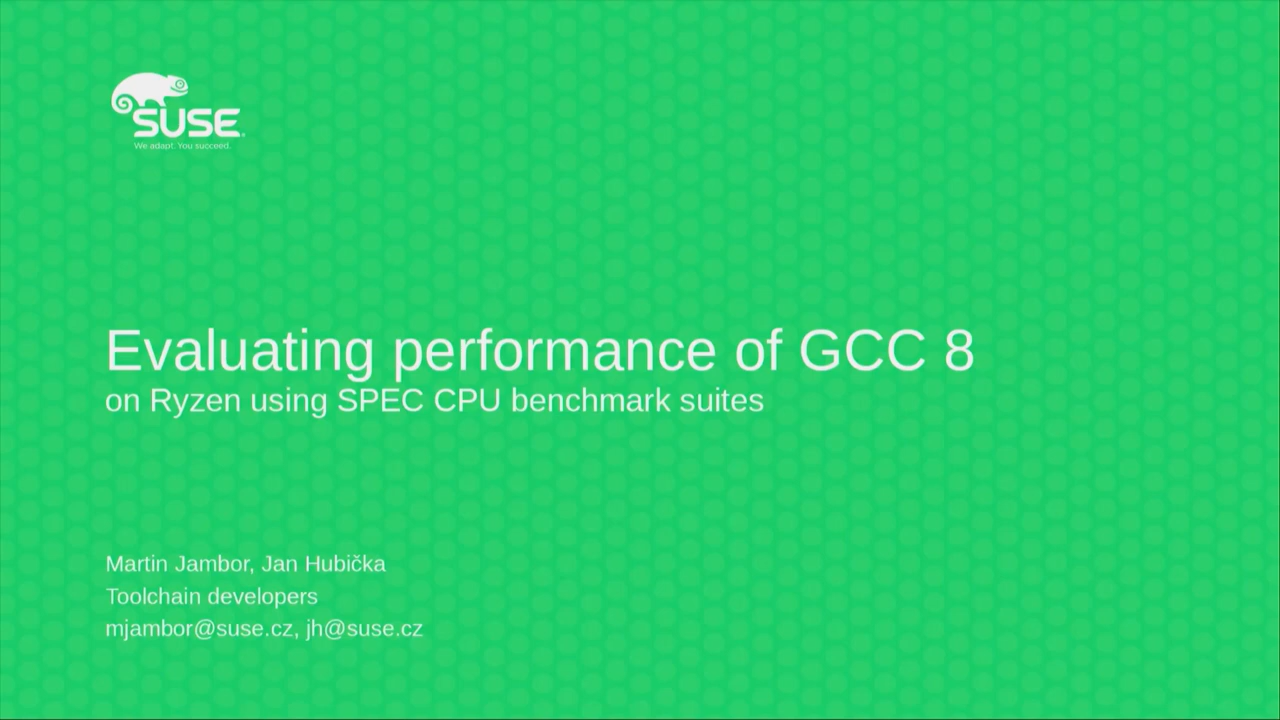 SUSE
We adapt. You succeed.
Evaluating performance of GCC 8
on Ryzen using SPEC CPU benchmark suites
Martin Jambor, Jan Hubička
Toolchain developers
mjambor@suse.cz, jh@suse.cz